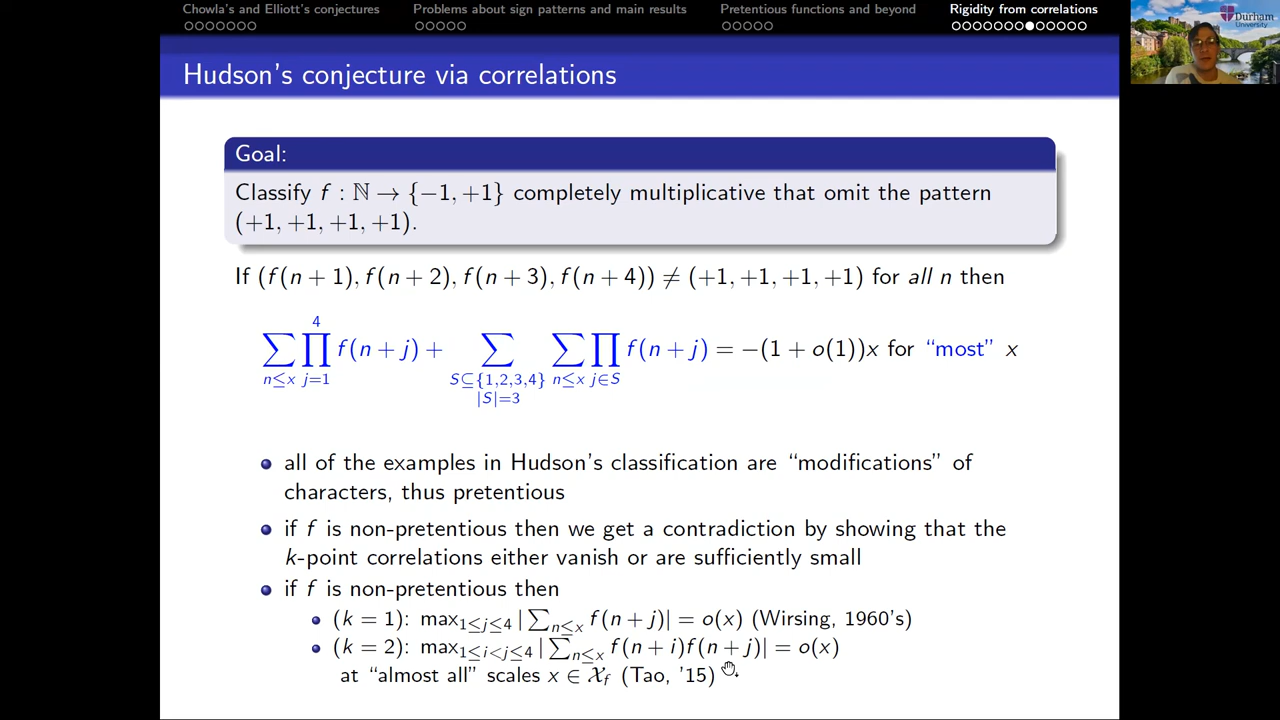 Chowla's and Elliott's conjectures
Problems about sign patterns and main results
Pretentious functions and beyond
Rigidity from correlations
Durham
University
Hudson's conjecture via correlations
Goal:
Classify f : ℕ → {−1, +1} completely multiplicative that omit the pattern
(+1, +1, +1, +1).
If (f(n + 1), f(n + 2), f(n + 3), f(n + 4)) ≠ (+1, +1, +1, +1) for all n then
∑_{n≤x} ∏_{j=1}^{4} f(n + j) + ∑_{S⊆{1,2,3,4} |S|=3} ∑_{n≤x} ∏_{j∈S} f(n + j) = −(1 + o(1))x for “most” x
all of the examples in Hudson's classification are “modifications” of
characters, thus pretentious
if f is non-pretentious then we get a contradiction by showing that the
k-point correlations either vanish or are sufficiently small
if f is non-pretentious then
(k = 1): max_{1≤j≤4} |∑_{n≤x} f(n + j)| = o(x) (Wirsing, 1960's)
(k = 2): max_{1≤i<j≤4} |∑_{n≤x} f(n + i)f(n + j)| = o(x)
at “almost all” scales x ∈ 𝒳_f (Tao, '15)